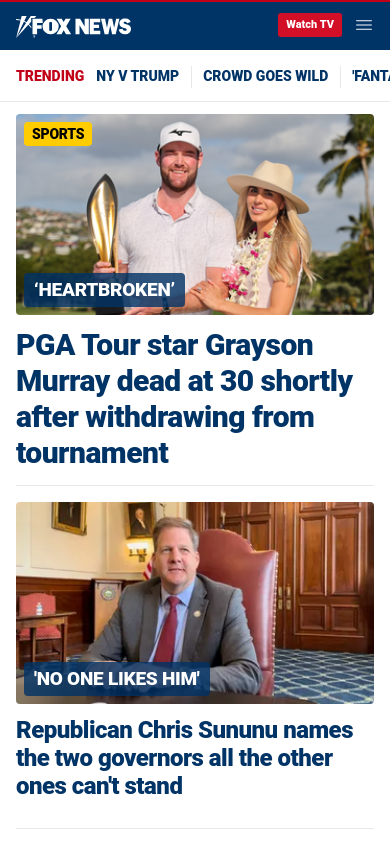 FOX NEWS
Watch TV
TRENDING NY V TRUMP CROWD GOES WILD 'FANTA
SPORTS
‘HEARTBROKEN’
PGA Tour star Grayson
Murray dead at 30 shortly
after withdrawing from
tournament
'NO ONE LIKES HIM'
Republican Chris Sununu names
the two governors all the other
ones can't stand